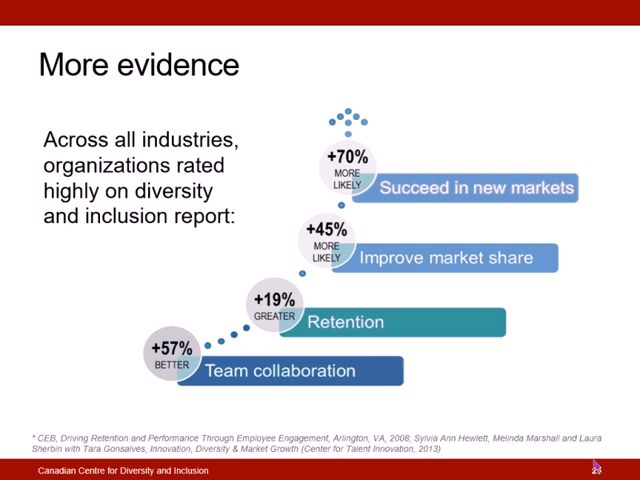 More evidence
Across all industries,
organizations rated
highly on diversity
and inclusion report:
+70%
MORE
LIKELY
Succeed in new markets
+45%
MORE
LIKELY
Improve market share
+19%
GREATER
Retention
+57%
BETTER
Team collaboration
* CEB, Driving Retention and Performance Through Employee Engagement, Arlington, VA, 2008; Sylvia Ann Hewlett, Melinda Marshall and Laura
Sherbin with Tara Gonsalves, Innovation, Diversity & Market Growth (Center for Talent Innovation, 2013)
Canadian Centre for Diversity and Inclusion